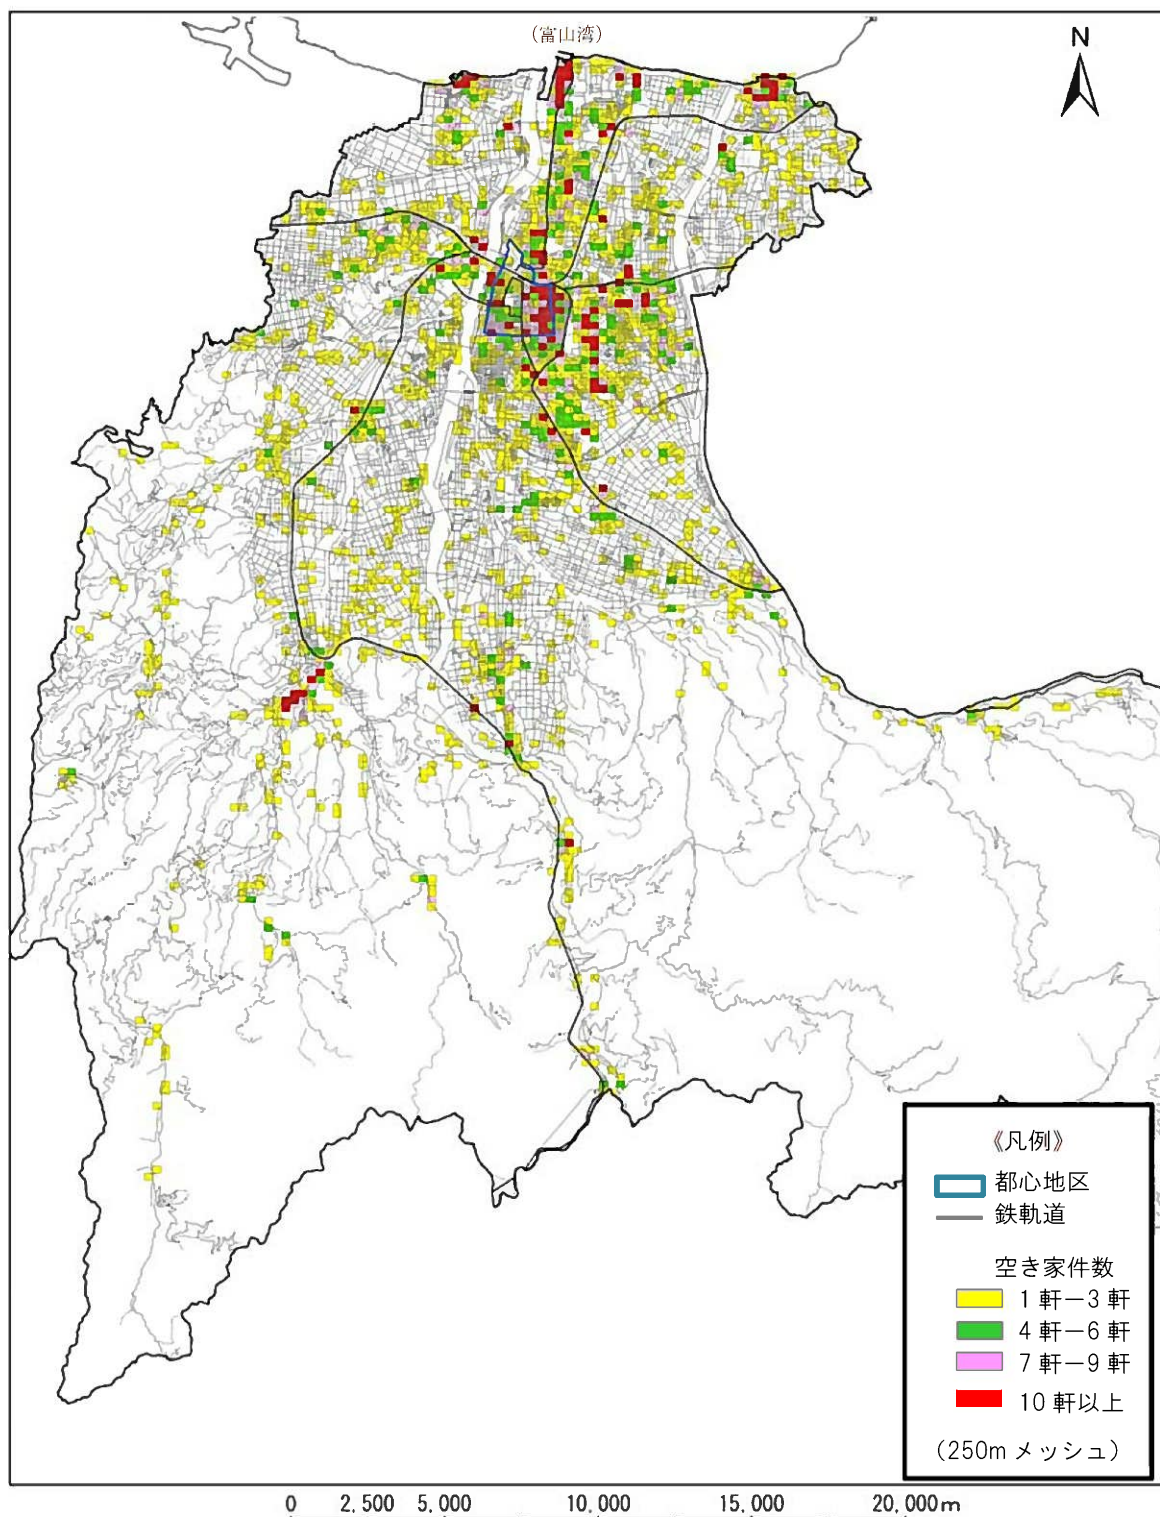 (富山湾)
N
《凡例》
都心地区
鉄軌道
空き家件数
1軒－3軒
4軒－6軒
7軒－9軒
10軒以上
(250mメッシュ)
0 2,500 5,000 10,000 15,000 20,000m